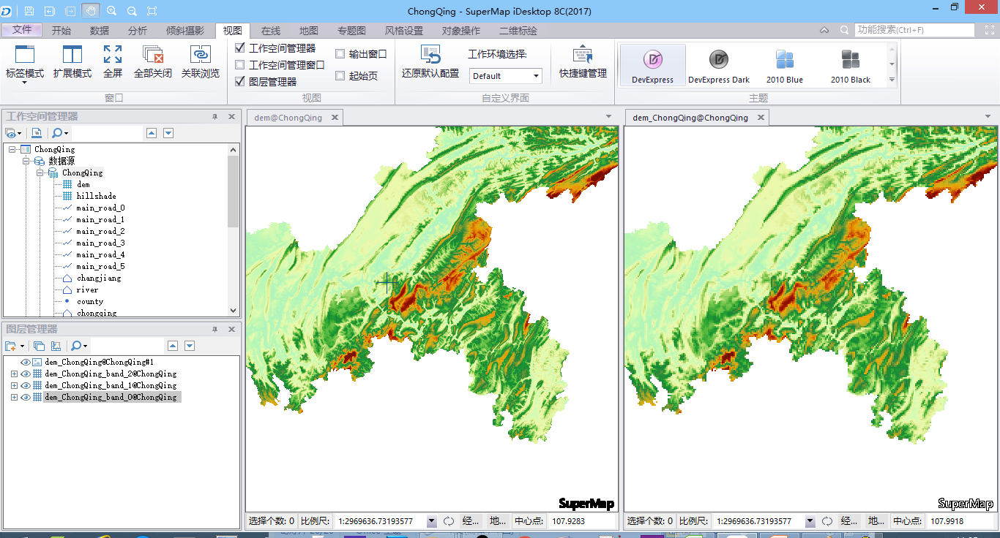 ChongQing - SuperMap iDesktop 8C(2017)
文件 开始 数据 分析 倾斜摄影 视图 在线 地图 专题图 风格设置 对象操作 二维标绘 功能搜索(Ctrl+F)
标签模式 扩展模式 全屏 全部关闭 关联浏览
窗口
工作空间管理器 输出窗口
工作空间管理窗口 起始页
图层管理器
视图
还原默认配置 工作环境选择: Default 快捷键管理
自定义界面
DevExpress DevExpress Dark 2010 Blue 2010 Black
主题
工作空间管理器
ChongQing
数据源
ChongQing
dem
hillshade
main_road_0
main_road_1
main_road_2
main_road_3
main_road_4
main_road_5
changjiang
river
county
chongqing
图层管理器
dem_ChongQing@ChongQing#1
dem_ChongQing_band_2@ChongQing
dem_ChongQing_band_1@ChongQing
dem_ChongQing_band_0@ChongQing
dem@ChongQing
SuperMap
选择个数: 0 比例尺: 1:2969636.73193577 经... 地... 中心点: 107.9283
dem_ChongQing@ChongQing
SuperMap
选择个数: 0 比例尺: 1:2969636.73193577 经... 地... 中心点: 107.9918